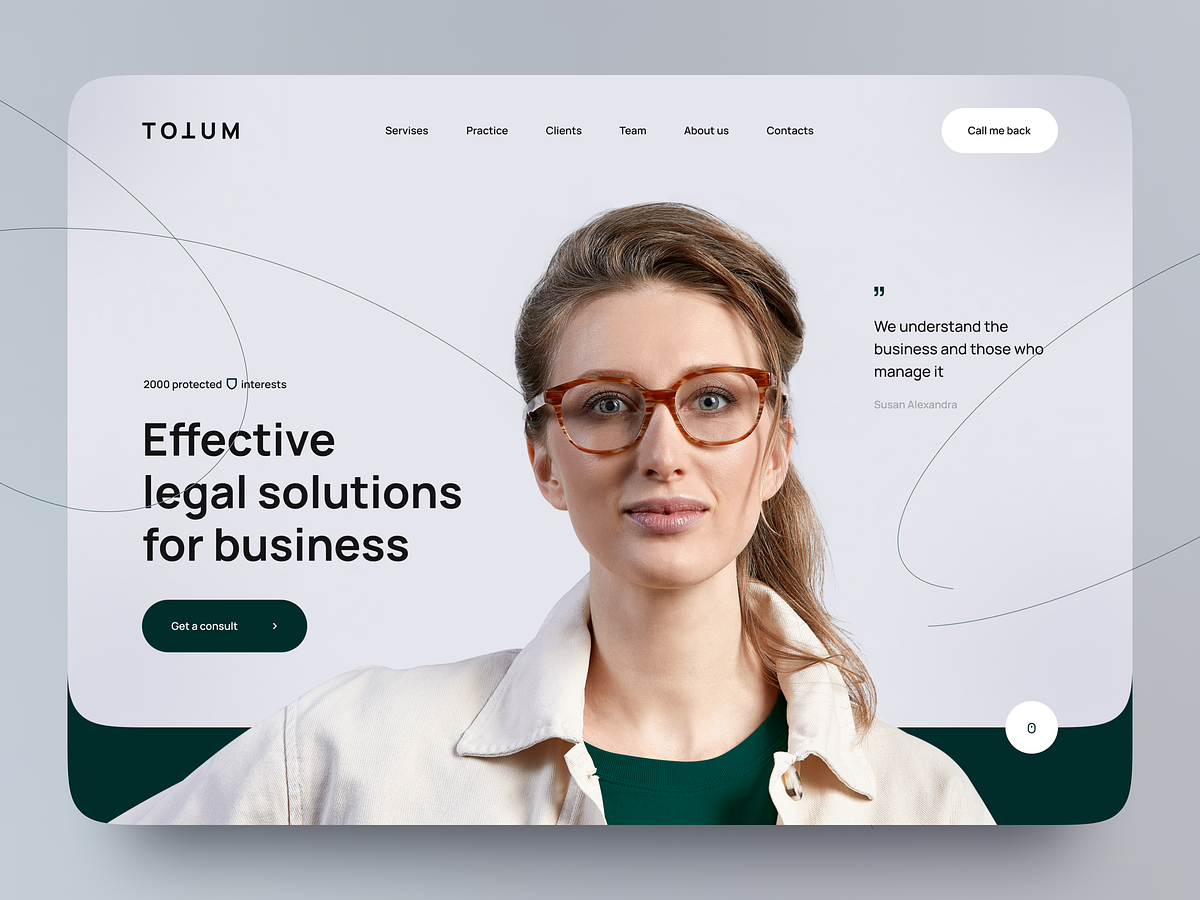 TOTUM
Servises
Practice
Clients
Team
About us
Contacts
Call me back
We understand the
business and those who
manage it
Susan Alexandra
2000 protected interests
Effective
legal solutions
for business
Get a consult